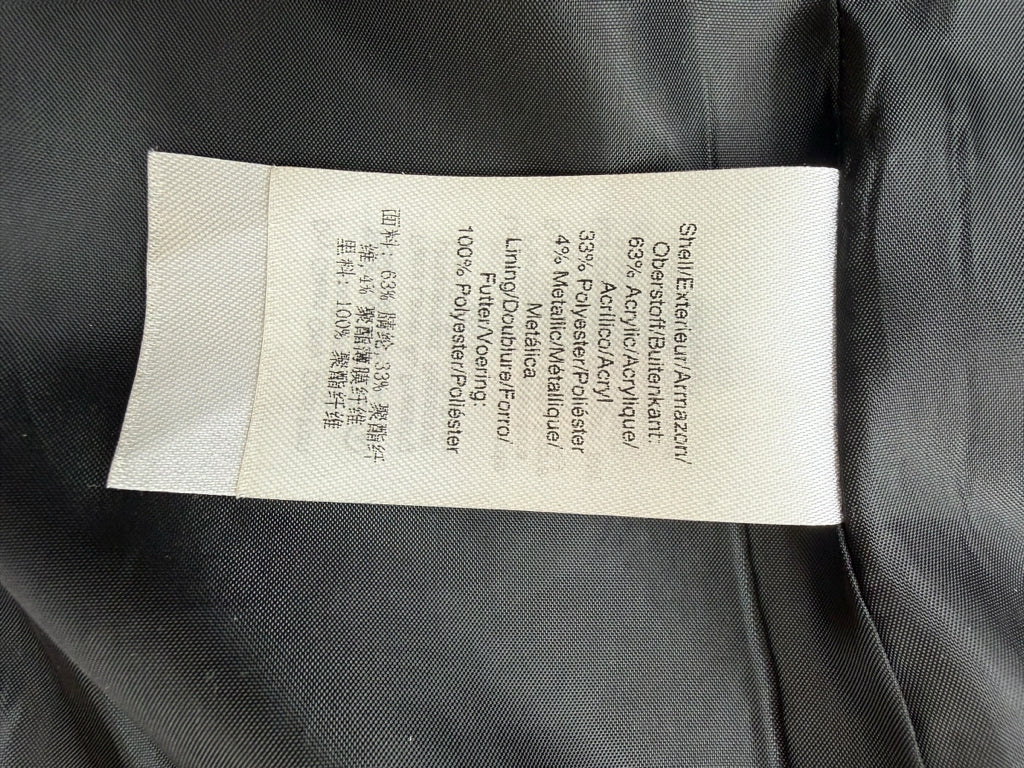 Shell/Exterieur/Armazon/
Oberstoff/Buitenkant:
63% Acrylic/Acrylique/
Acrílico/Acryl
33% Polyester/Poliéster
4% Metallic/Métallique/
Metálica
Lining/Doublure/Forro/
Futter/Voering:
100% Polyester/Poliéster
面料: 63% 腈纶,33% 聚酯纤
维,4% 聚酯薄膜纤维
里料: 100% 聚酯纤维